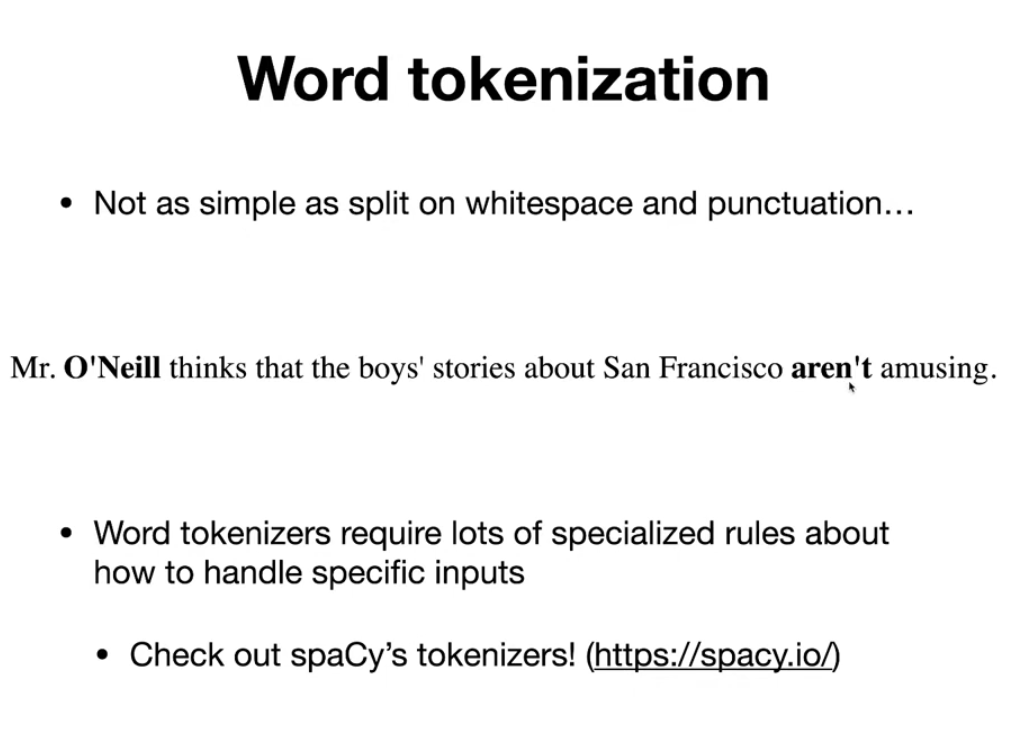 Word tokenization
• Not as simple as split on whitespace and punctuation…
Mr. O'Neill thinks that the boys' stories about San Francisco aren't amusing.
• Word tokenizers require lots of specialized rules about
how to handle specific inputs
• Check out spaCy’s tokenizers! (https://spacy.io/)